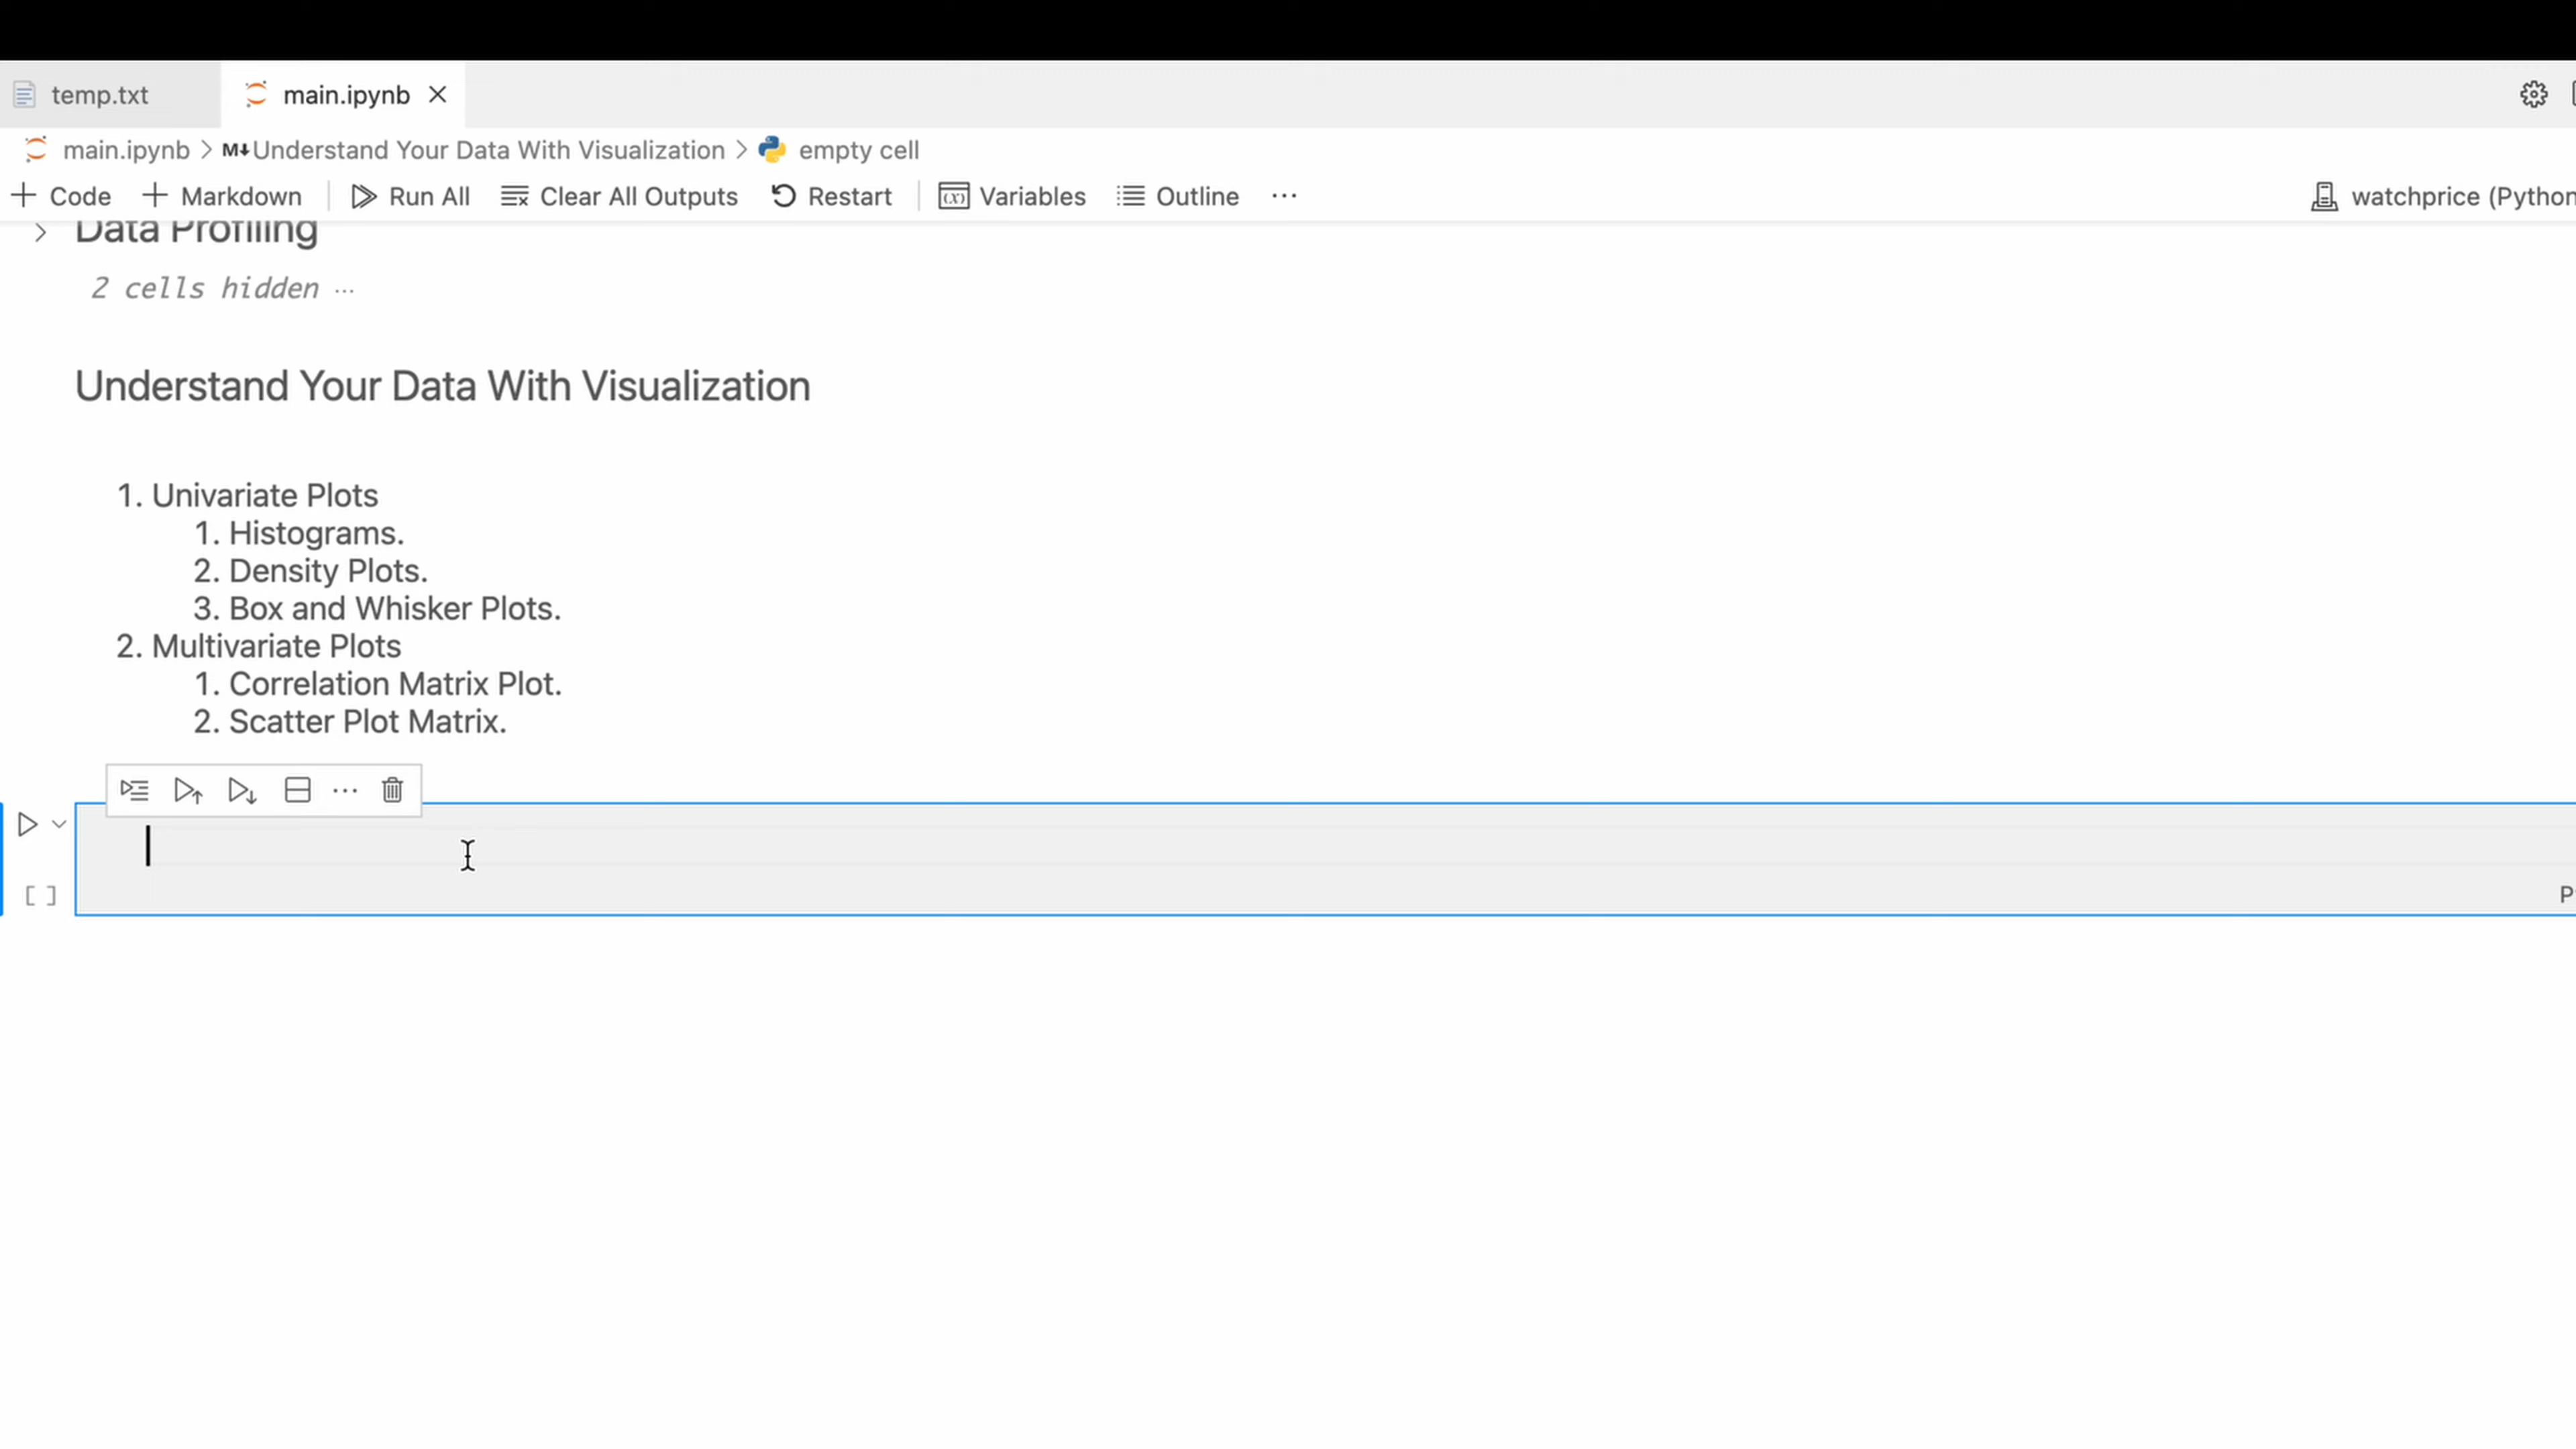 temp.txt
main.ipynb
main.ipynb > M↓ Understand Your Data With Visualization > empty cell
+ Code + Markdown Run All Clear All Outputs Restart (x) Variables Outline ... watchprice (Python
Data Profiling
2 cells hidden ...
Understand Your Data With Visualization
1. Univariate Plots
1. Histograms.
2. Density Plots.
3. Box and Whisker Plots.
2. Multivariate Plots
1. Correlation Matrix Plot.
2. Scatter Plot Matrix.
[ ]